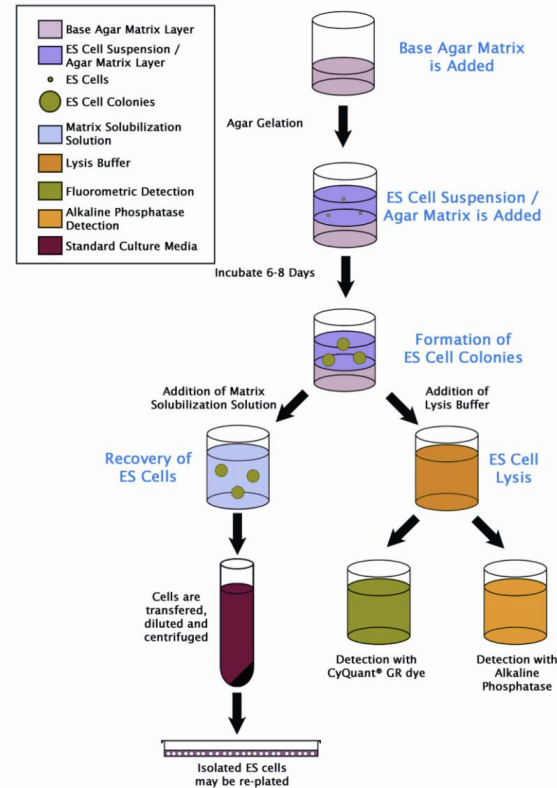 Base Agar Matrix Layer
ES Cell Suspension /
Agar Matrix Layer
ES Cells
ES Cell Colonies
Matrix Solubilization
Solution
Lysis Buffer
Fluorometric Detection
Alkaline Phosphatase
Detection
Standard Culture Media
Base Agar Matrix
is Added
Agar Gelation
ES Cell Suspension /
Agar Matrix is Added
Incubate 6-8 Days
Formation of
ES Cell Colonies
Addition of Matrix
Solubilization Solution
Addition of
Lysis Buffer
Recovery of
ES Cells
ES Cell
Lysis
Cells are
transfered,
diluted and
centrifuged
Detection with
CyQuant® GR dye
Detection with
Alkaline
Phosphatase
Isolated ES cells
may be re-plated